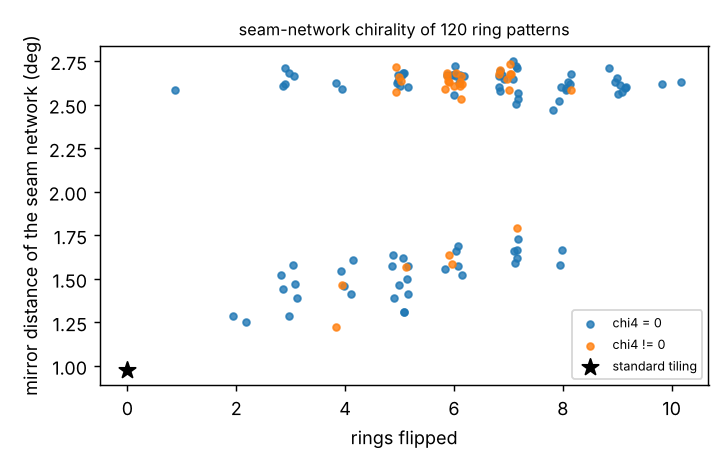 seam-network chirality of 120 ring patterns
mirror distance of the seam network (deg)
2.75
2.50
2.25
2.00
1.75
1.50
1.25
1.00
chi4 = 0
chi4 != 0
standard tiling
0 2 4 6 8 10
rings flipped